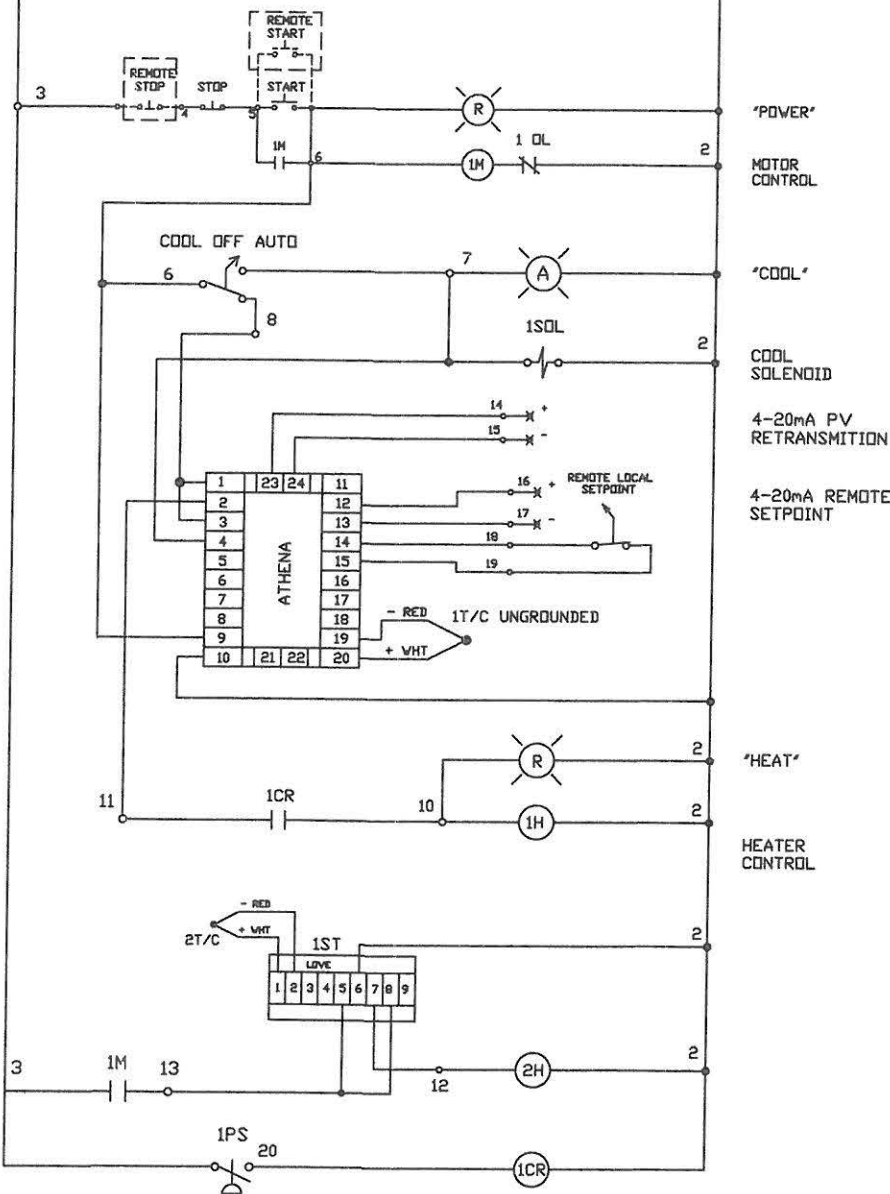 REMOTE
START
REMOTE
STOP
STOP
START
3
4
5
R
"POWER"
1M
6
1M
1 OL
2
MOTOR
CONTROL
COOL OFF AUTO
6
7
A
"COOL"
8
1SOL
2
COOL
SOLENOID
14
+
15
-
4-20mA PV
RETRANSMITION
1
23
24
11
2
12
3
13
4
14
5
15
6
16
7
17
8
18
9
19
10
21
22
20
ATHENA
16
+
REMOTE LOCAL
SETPOINT
17
-
4-20mA REMOTE
SETPOINT
18
19
- RED
1T/C UNGROUNDED
+ WHT
R
2
"HEAT"
11
1CR
10
1H
2
HEATER
CONTROL
- RED
+ WHT
2T/C
1ST
LOVE
2
1
2
3
4
5
6
7
8
9
3
1M
13
12
2H
2
1PS
20
1CR